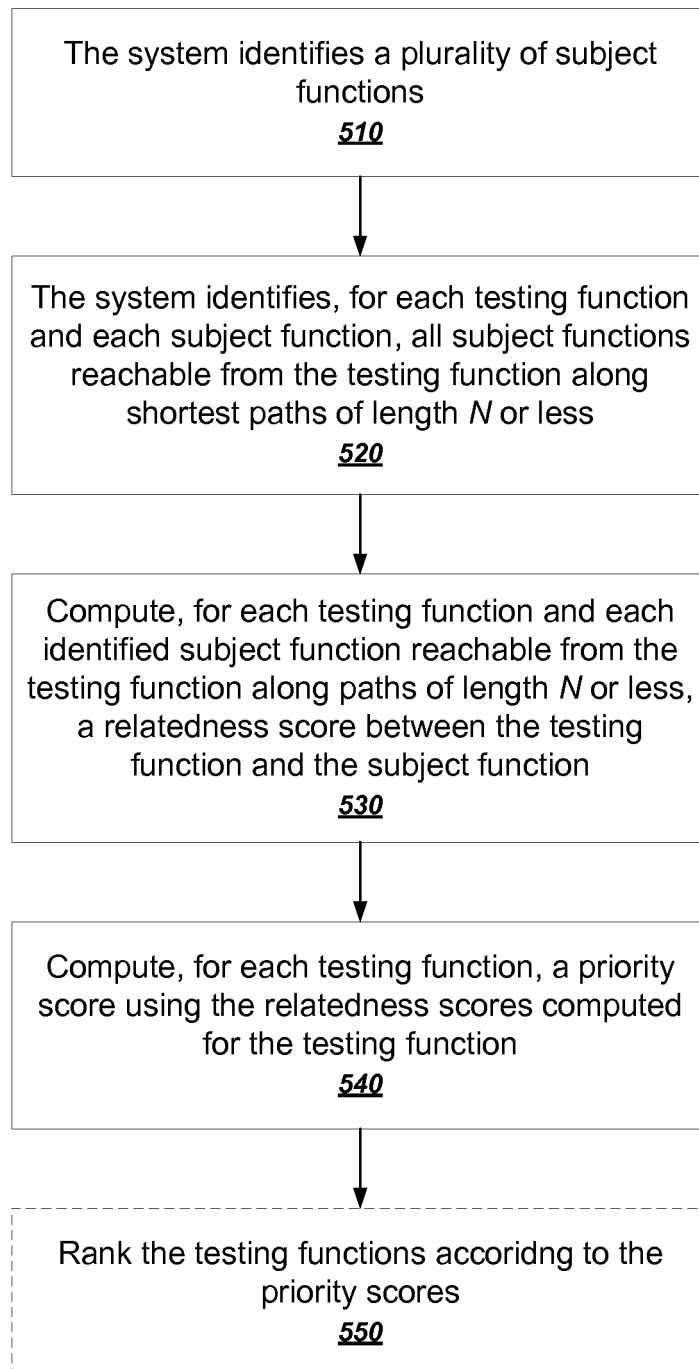 The system identifies a plurality of subject
functions
510
The system identifies, for each testing function
and each subject function, all subject functions
reachable from the testing function along
shortest paths of length N or less
520
Compute, for each testing function and each
identified subject function reachable from the
testing function along paths of length N or less,
a relatedness score between the testing
function and the subject function
530
Compute, for each testing function, a priority
score using the relatedness scores computed
for the testing function
540
Rank the testing functions accoridng to the
priority scores
550